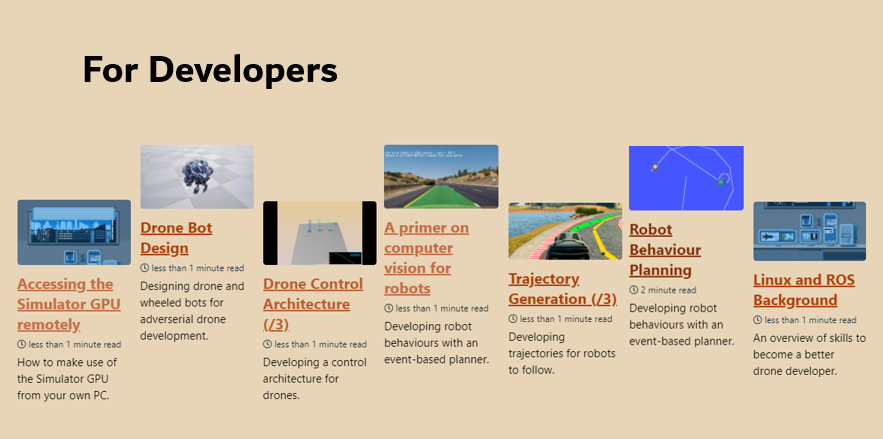 For Developers
Accessing the
Simulator GPU
remotely
less than 1 minute read
How to make use of
the Simulator GPU
from your own PC.
Drone Bot
Design
less than 1 minute read
Designing drone and
wheeled bots for
adverserial drone
development.
Drone Control
Architecture
(/3)
less than 1 minute read
Developing a control
architecture for
drones.
A primer on
computer
vision for
robots
less than 1 minute read
Developing robot
behaviours with an
event-based planner.
Trajectory
Generation (/3)
less than 1 minute read
Developing
trajectories for robots
to follow.
Robot
Behaviour
Planning
2 minute read
Developing robot
behaviours with an
event-based planner.
Linux and ROS
Background
less than 1 minute read
An overview of skills to
become a better
drone developer.